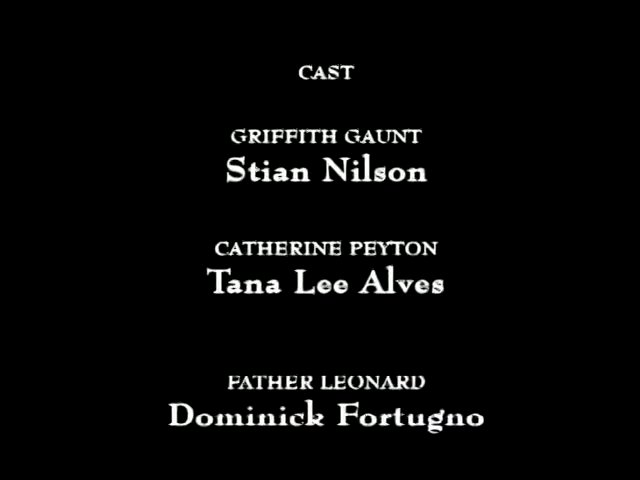 CAST
GRIFFITH GAUNT
Stian Nilson
CATHERINE PEYTON
Tana Lee Alves
FATHER LEONARD
Dominick Fortugno